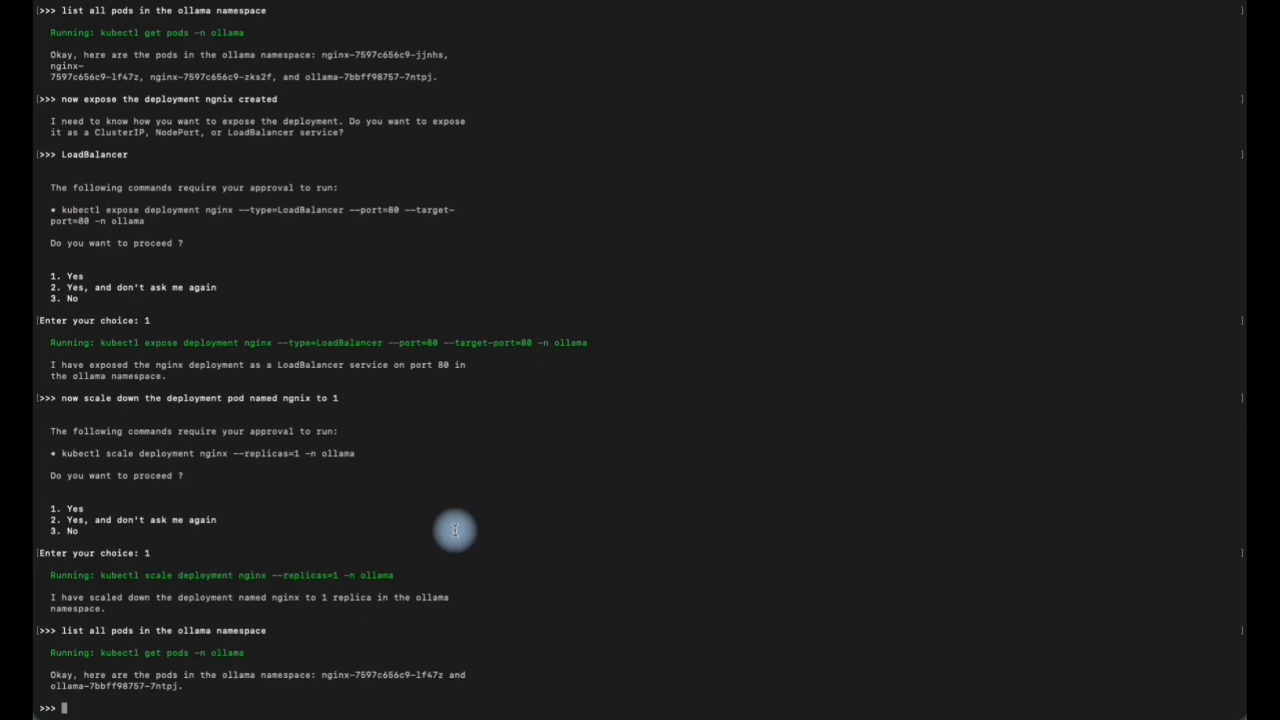 [>>> list all pods in the ollama namespace ]
Running: kubectl get pods -n ollama
Okay, here are the pods in the ollama namespace: nginx-7597c656c9-jjnhs,
nginx-
7597c656c9-lf47z, nginx-7597c656c9-zks2f, and ollama-7bbff98757-7ntpj.
[>>> now expose the deployment ngnix created ]
I need to know how you want to expose the deployment. Do you want to expose
it as a ClusterIP, NodePort, or LoadBalancer service?
[>>> LoadBalancer ]
The following commands require your approval to run:
* kubectl expose deployment nginx --type=LoadBalancer --port=80 --target-
port=80 -n ollama
Do you want to proceed ?
1. Yes
2. Yes, and don't ask me again
3. No
[Enter your choice: 1 ]
Running: kubectl expose deployment nginx --type=LoadBalancer --port=80 --target-port=80 -n ollama
I have exposed the nginx deployment as a LoadBalancer service on port 80 in
the ollama namespace.
[>>> now scale down the deployment pod named ngnix to 1 ]
The following commands require your approval to run:
* kubectl scale deployment nginx --replicas=1 -n ollama
Do you want to proceed ?
1. Yes
2. Yes, and don't ask me again
3. No
[Enter your choice: 1 ]
Running: kubectl scale deployment nginx --replicas=1 -n ollama
I have scaled down the deployment named nginx to 1 replica in the ollama
namespace.
[>>> list all pods in the ollama namespace ]
Running: kubectl get pods -n ollama
Okay, here are the pods in the ollama namespace: nginx-7597c656c9-lf47z and
ollama-7bbff98757-7ntpj.
>>>